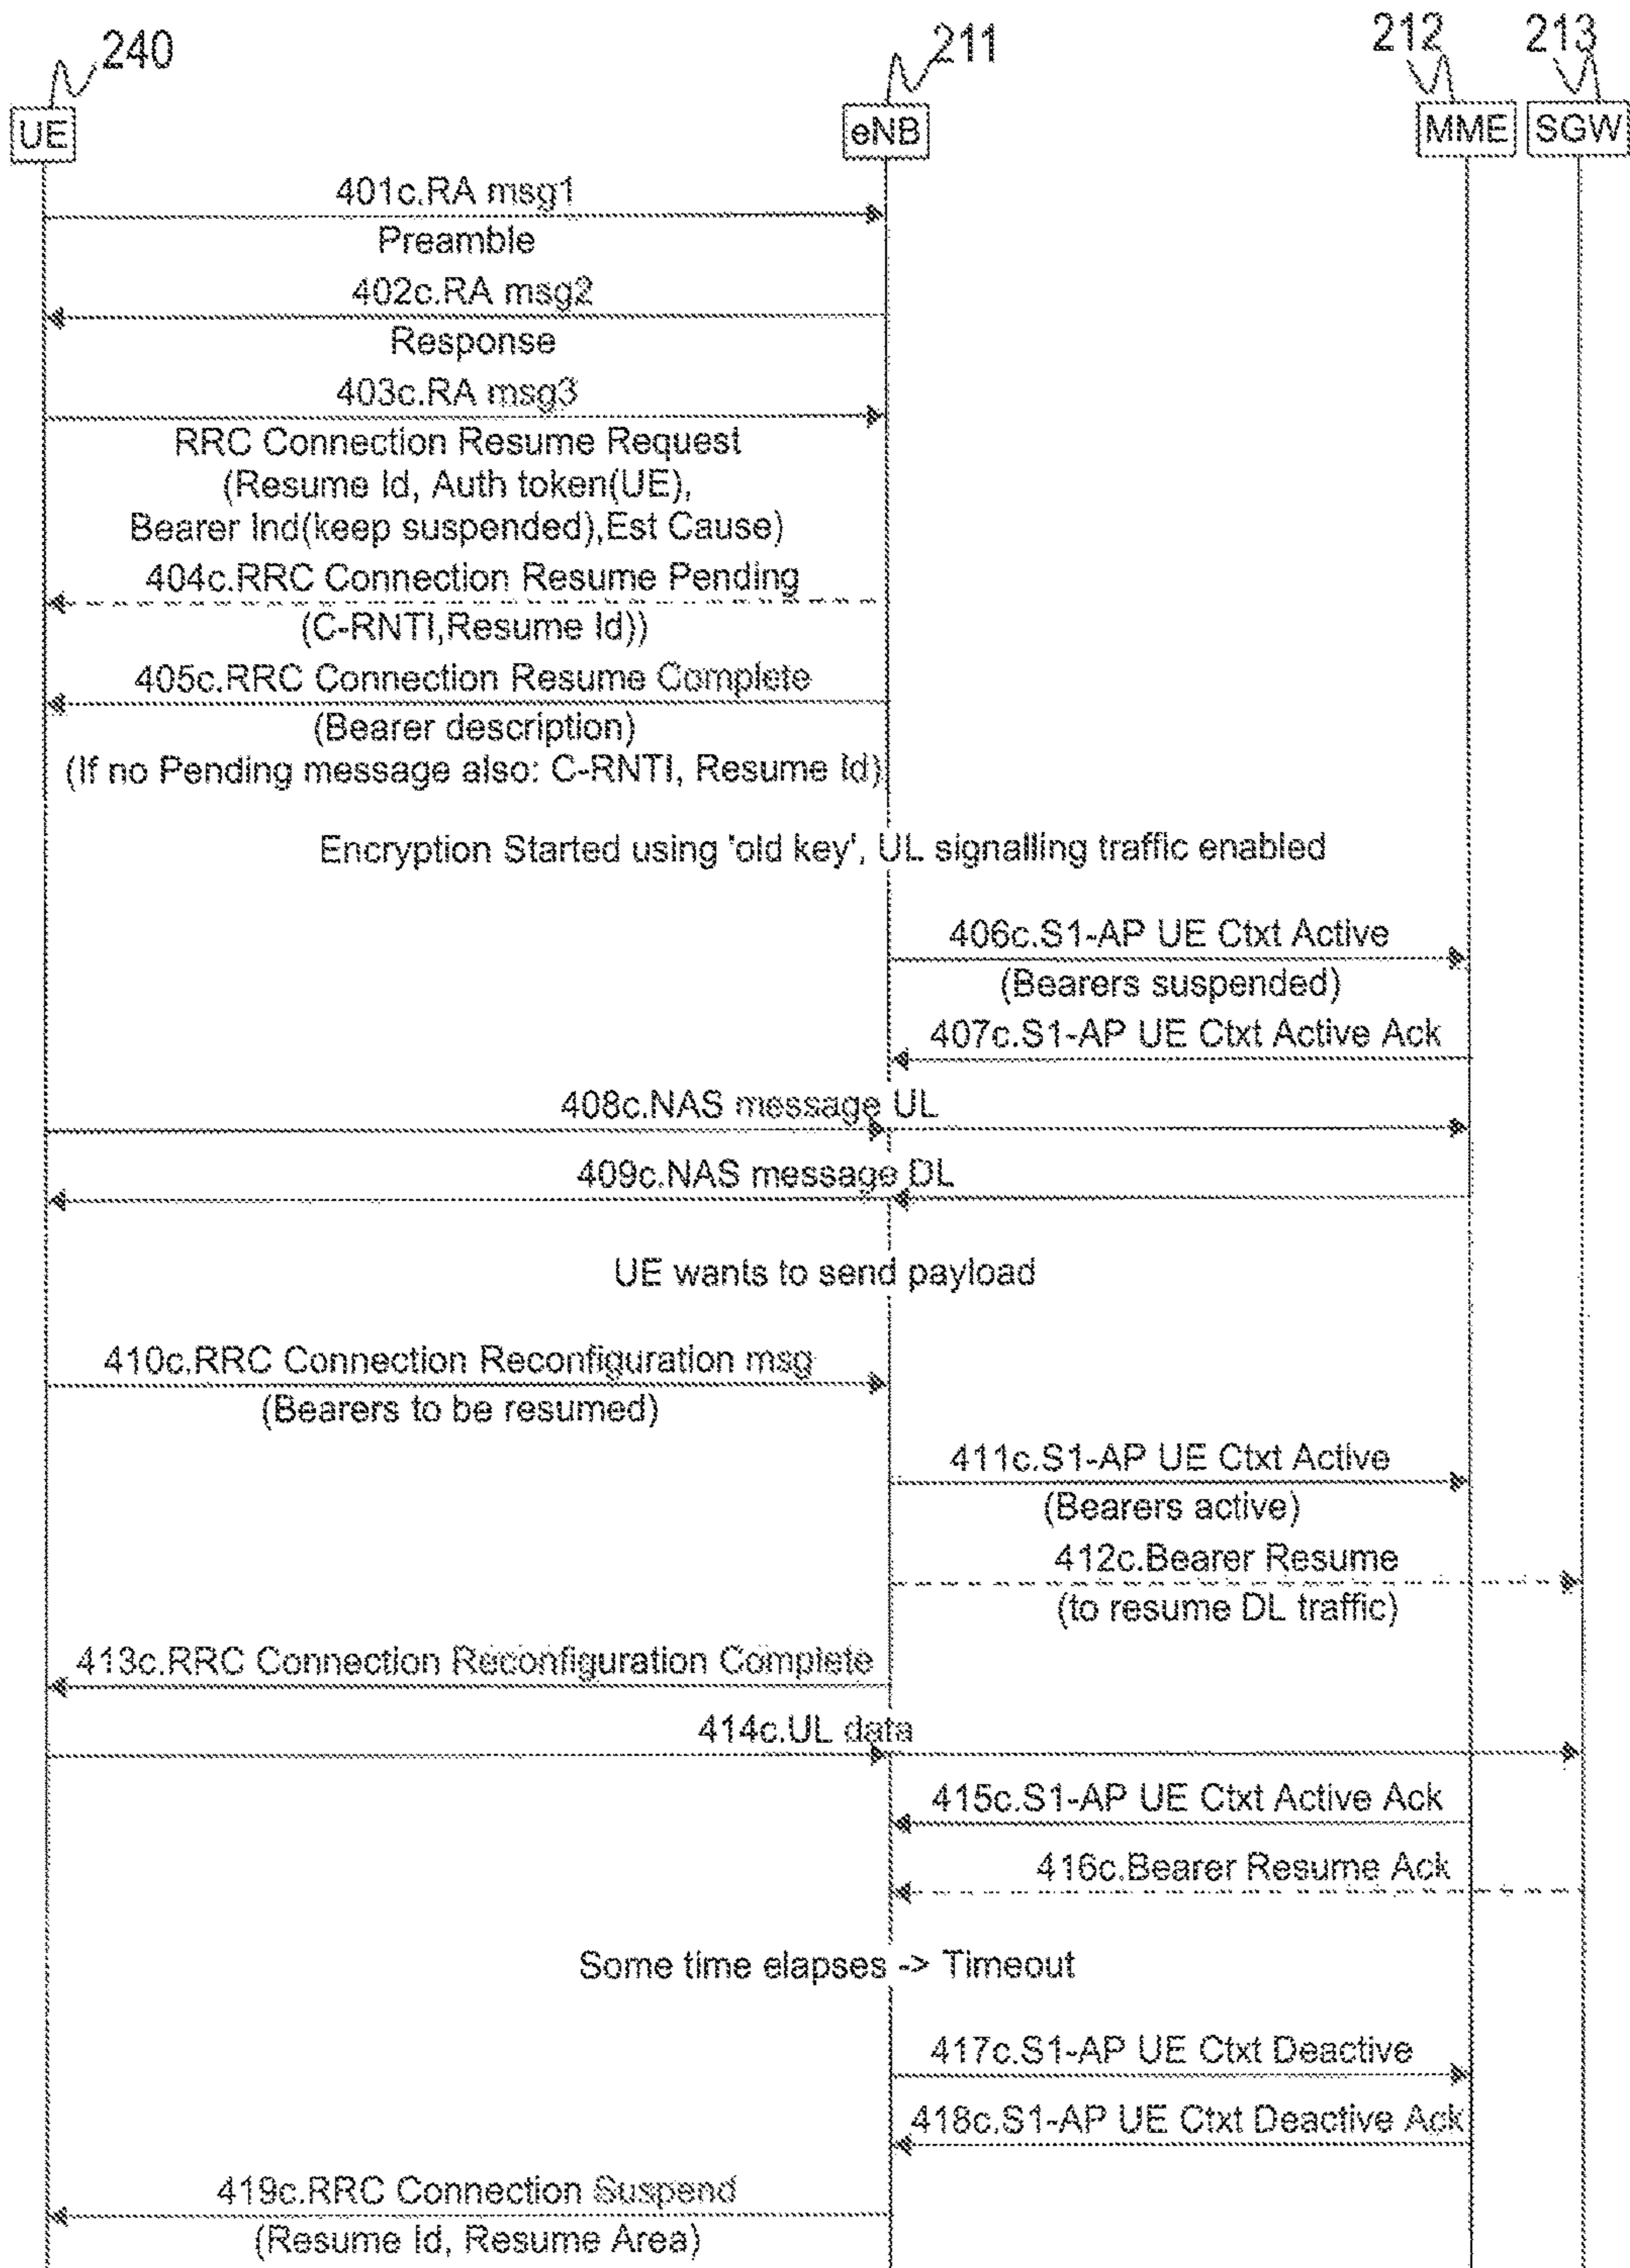 240 211 212 213
UE eNB MME SGW
401c.RA msg1
Preamble
402c.RA msg2
Response
403c.RA msg3
RRC Connection Resume Request
(Resume Id, Auth token(UE),
Bearer Ind(keep suspended),Est Cause)
404c.RRC Connection Resume Pending
(C-RNTI,Resume Id))
405c.RRC Connection Resume Complete
(Bearer description)
(If no Pending message also: C-RNTI, Resume Id)
Encryption Started using 'old key', UL signalling traffic enabled
406c.S1-AP UE Ctxt Active
(Bearers suspended)
407c.S1-AP UE Ctxt Active Ack
408c.NAS message UL
409c.NAS message DL
UE wants to send payload
410c.RRC Connection Reconfiguration msg
(Bearers to be resumed)
411c.S1-AP UE Ctxt Active
(Bearers active)
412c.Bearer Resume
(to resume DL traffic)
413c.RRC Connection Reconfiguration Complete
414c.UL data
415c.S1-AP UE Ctxt Active Ack
416c.Bearer Resume Ack
Some time elapses -> Timeout
417c.S1-AP UE Ctxt Deactive
418c.S1-AP UE Ctxt Deactive Ack
419c.RRC Connection Suspend
(Resume Id, Resume Area)